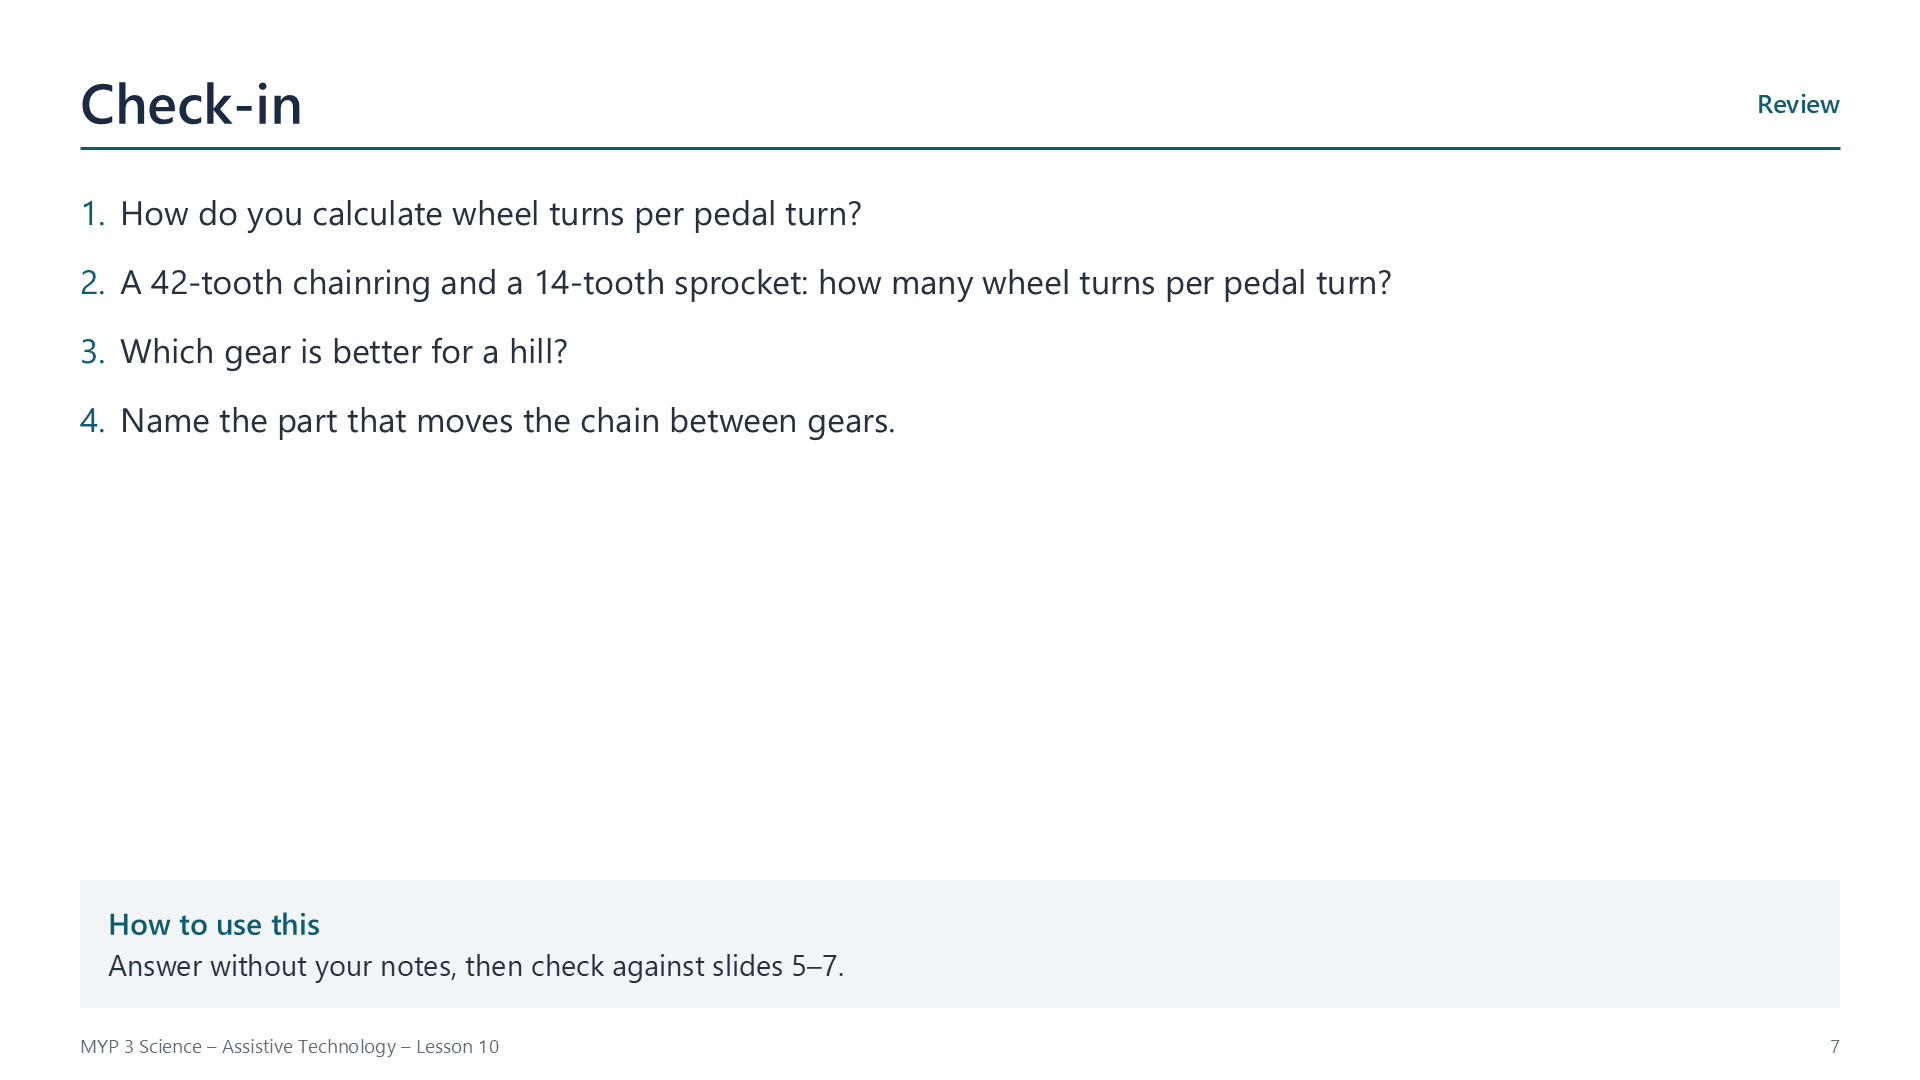 Check-in
Review
1. How do you calculate wheel turns per pedal turn?
2. A 42-tooth chainring and a 14-tooth sprocket: how many wheel turns per pedal turn?
3. Which gear is better for a hill?
4. Name the part that moves the chain between gears.
How to use this
Answer without your notes, then check against slides 5–7.
MYP 3 Science – Assistive Technology – Lesson 10
7